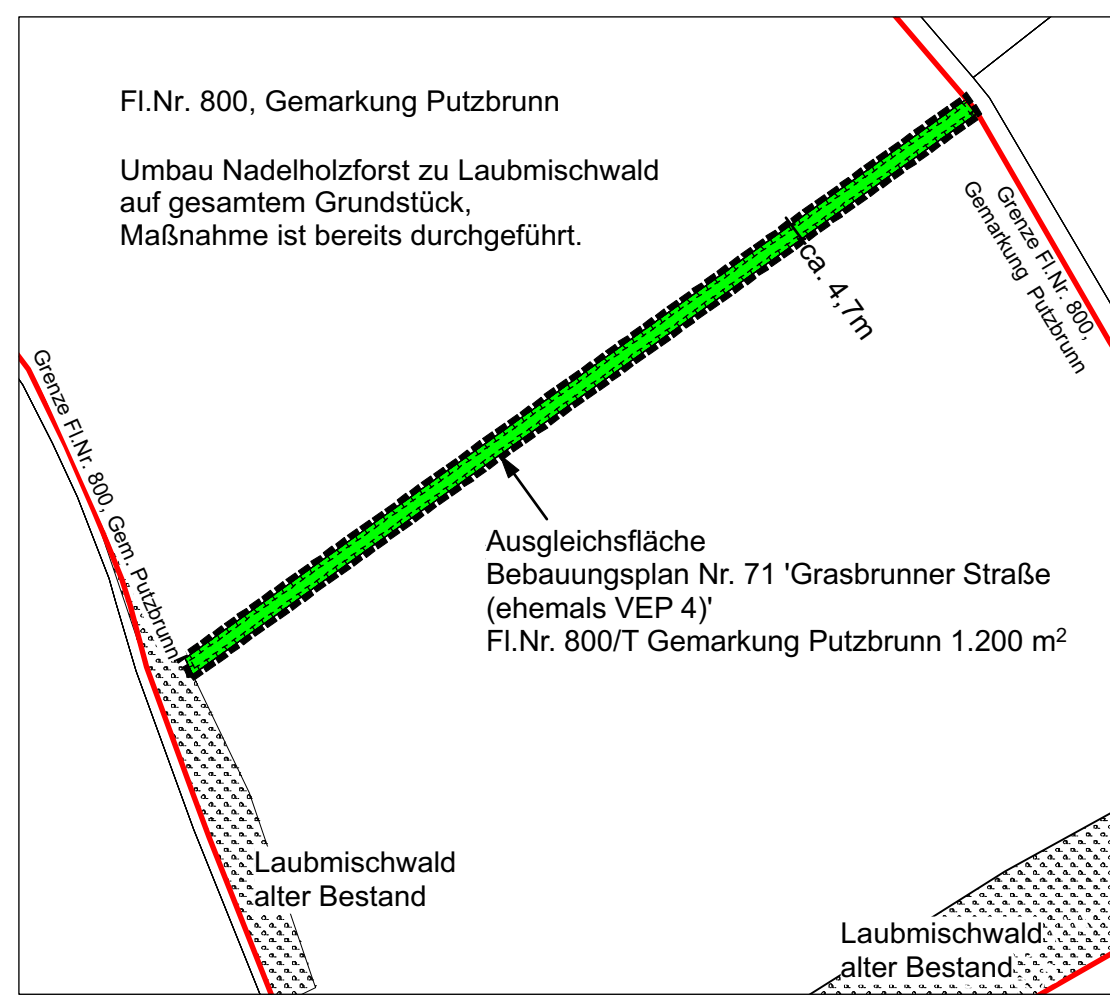 Fl.Nr. 800, Gemarkung Putzbrunn
Umbau Nadelholzforst zu Laubmischwald
auf gesamtem Grundstück,
Maßnahme ist bereits durchgeführt.
Grenze Fl.Nr. 800,
Gemarkung Putzbrunn
ca. 4,7m
Grenze Fl.Nr. 800, Gem. Putzbrunn
Ausgleichsfläche
Bebauungsplan Nr. 71 'Grasbrunner Straße
(ehemals VEP 4)'
Fl.Nr. 800/T Gemarkung Putzbrunn 1.200 m²
Laubmischwald
alter Bestand
Laubmischwald
alter Bestand